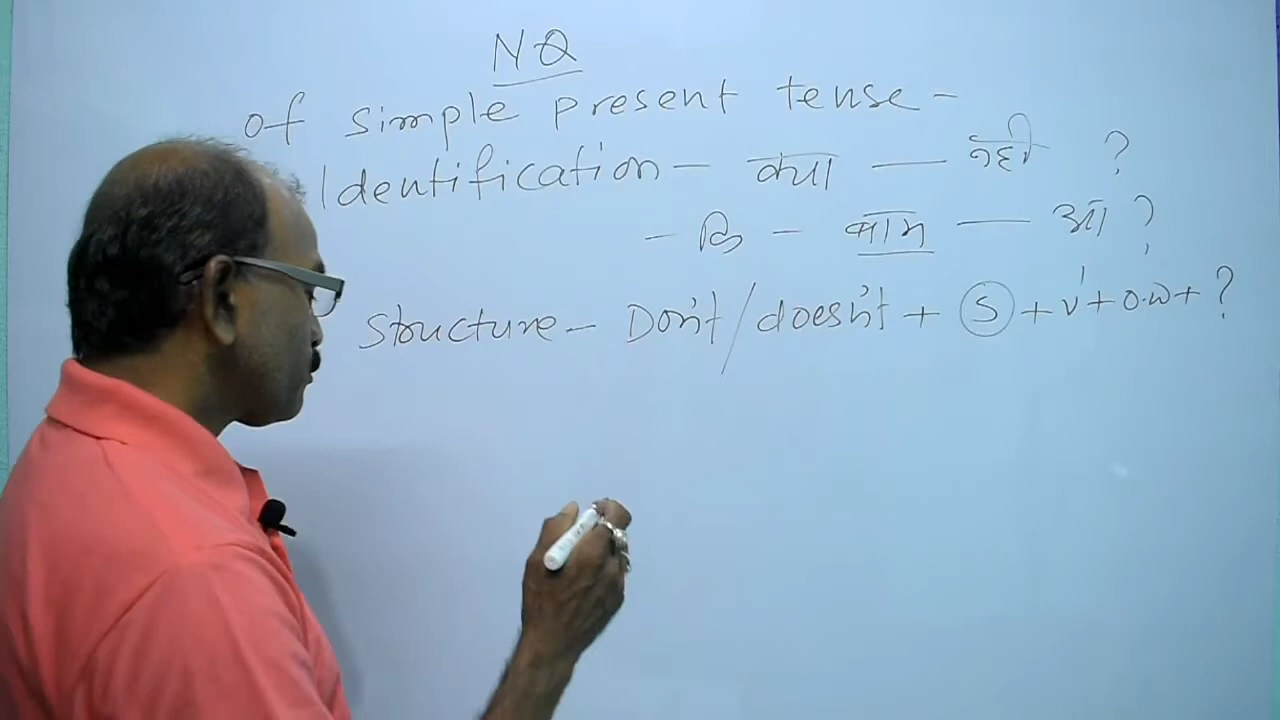 NQ
of simple present tense -
Identification - क्या — नही ?
- कि - काम — आ ?
Structure - Don't / doesn't + S + V' + O.W + ?